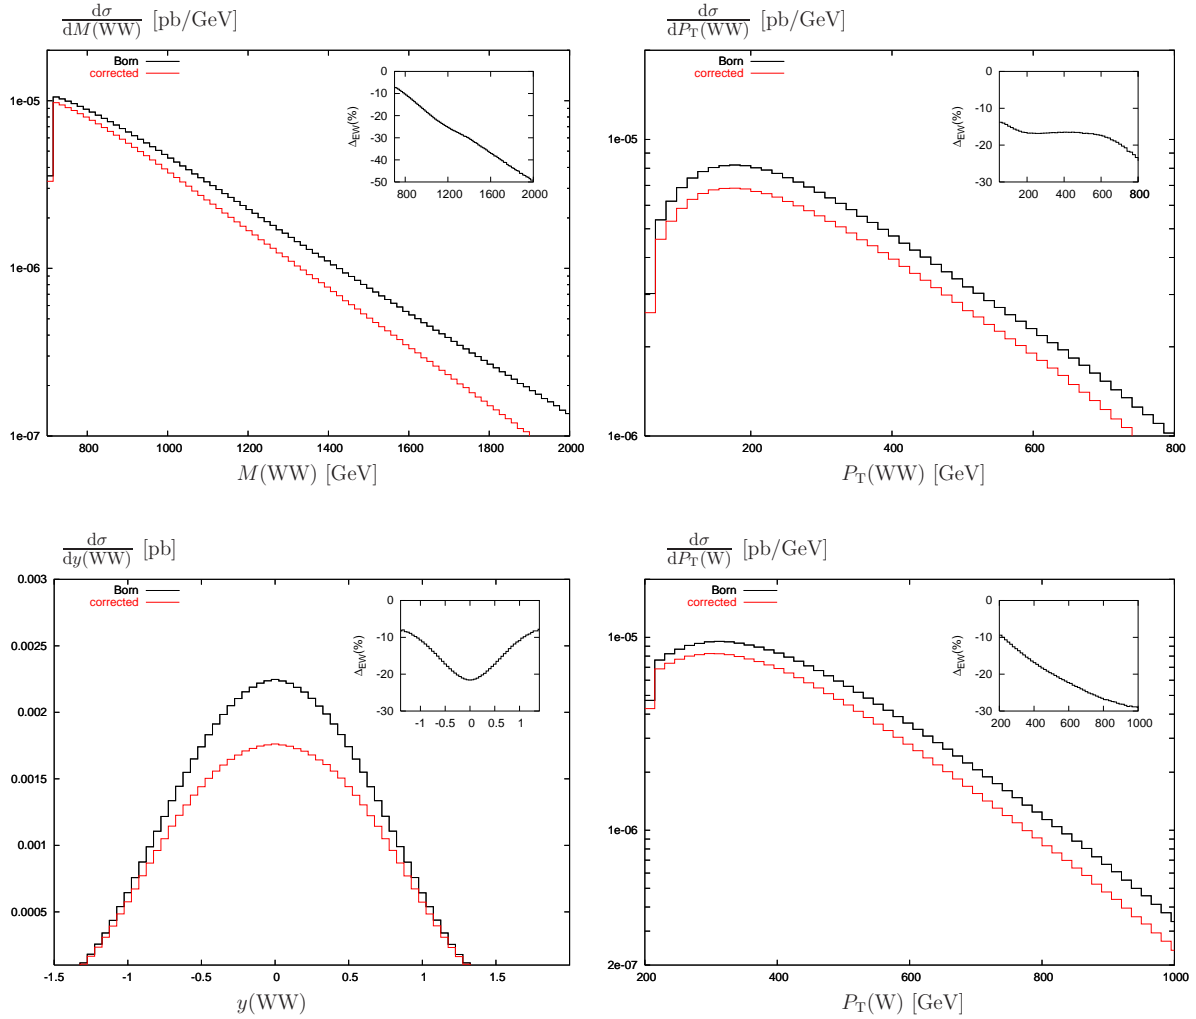 dσ/dM(WW) [pb/GeV]
Born
corrected
1e-05
1e-06
1e-07
800 1000 1200 1400 1600 1800 2000
M(WW) [GeV]
Δ_EW(%)
0
-10
-20
-30
-40
-50
800 1200 1600 2000
dσ/dP_T(WW) [pb/GeV]
Born
corrected
1e-05
1e-06
200 400 600 800
P_T(WW) [GeV]
Δ_EW(%)
0
-10
-20
-30
200 400 600 800
dσ/dy(WW) [pb]
Born
corrected
0.003
0.0025
0.002
0.0015
0.001
0.0005
-1.5 -1 -0.5 0 0.5 1 1.5
y(WW)
Δ_EW(%)
0
-10
-20
-30
-1 -0.5 0 0.5 1
dσ/dP_T(W) [pb/GeV]
Born
corrected
1e-05
1e-06
2e-07
200 400 600 800 1000
P_T(W) [GeV]
Δ_EW(%)
0
-10
-20
-30
200 400 600 800 1000